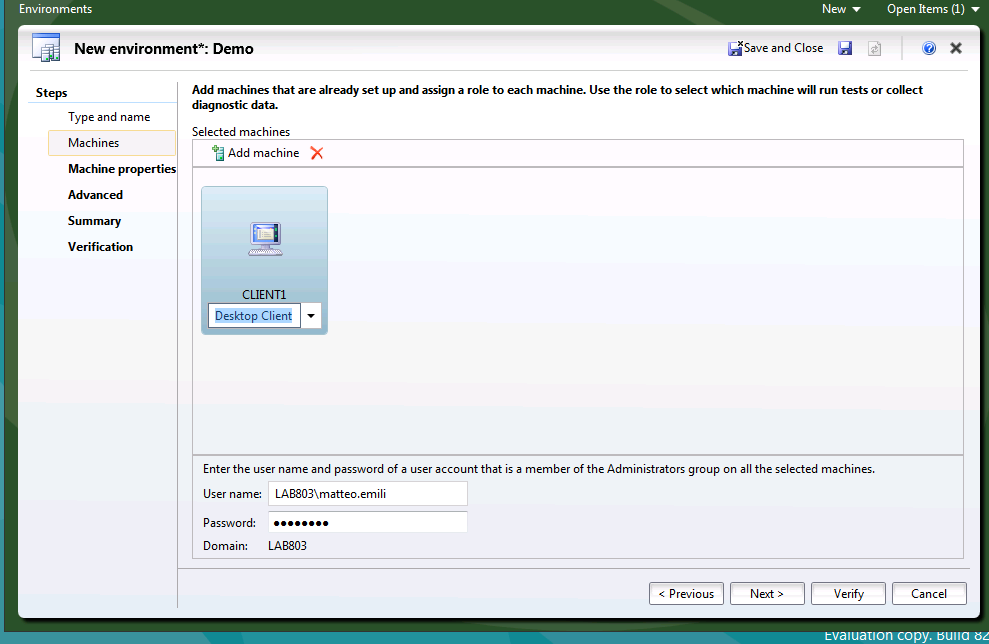 Environments
New
Open Items (1)
New environment*: Demo
Save and Close
Steps
Type and name
Machines
Machine properties
Advanced
Summary
Verification
Add machines that are already set up and assign a role to each machine. Use the role to select which machine will run tests or collect
diagnostic data.
Selected machines
Add machine
CLIENT1
Desktop Client
Enter the user name and password of a user account that is a member of the Administrators group on all the selected machines.
User name: LAB803\matteo.emili
Password: ●●●●●●●●
Domain: LAB803
< Previous
Next >
Verify
Cancel
Evaluation copy. Build 82